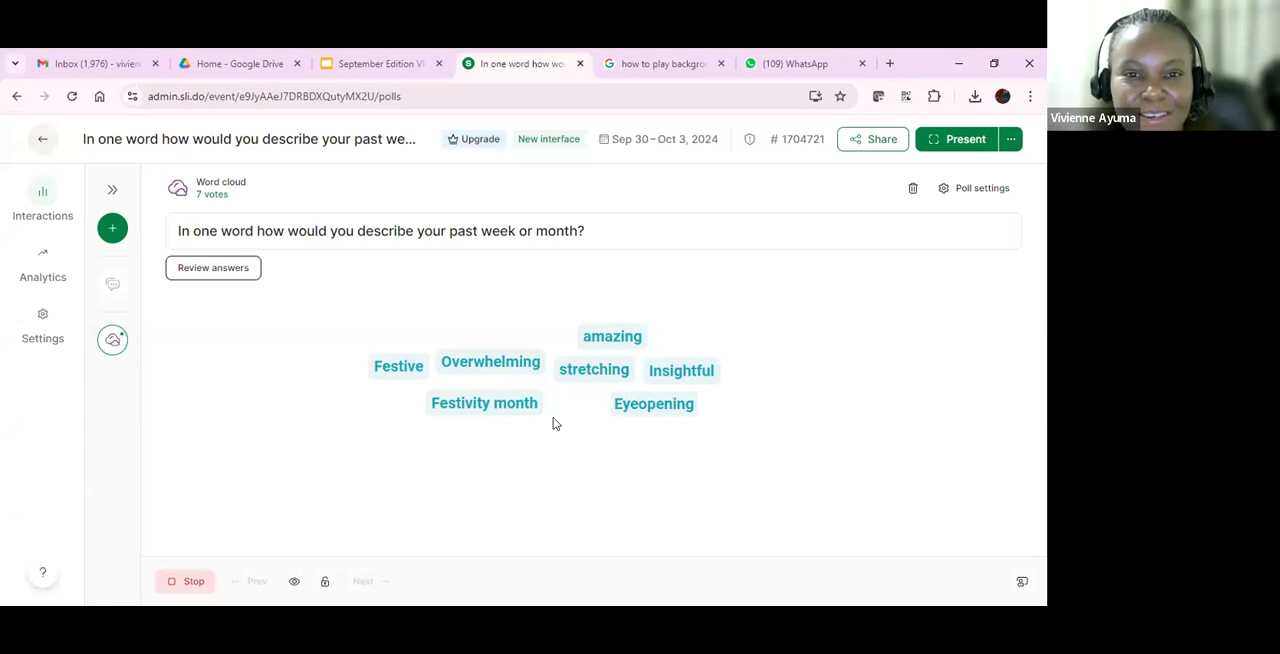 Inbox (1,976) - vivien
Home - Google Drive
September Edition VI
In one word how wo
how to play backgro
(109) WhatsApp
admin.sli.do/event/e9JyAAeJ7DRBDXQutyMX2U/polls
In one word how would you describe your past we...
Upgrade
New interface
Sep 30 – Oct 3, 2024
# 1704721
Share
Present
Vivienne Ayuma
Interactions
Analytics
Settings
Word cloud
7 votes
Poll settings
In one word how would you describe your past week or month?
Review answers
amazing
Festive
Overwhelming
stretching
Insightful
Festivity month
Eyeopening
?
Stop
Prev
Next